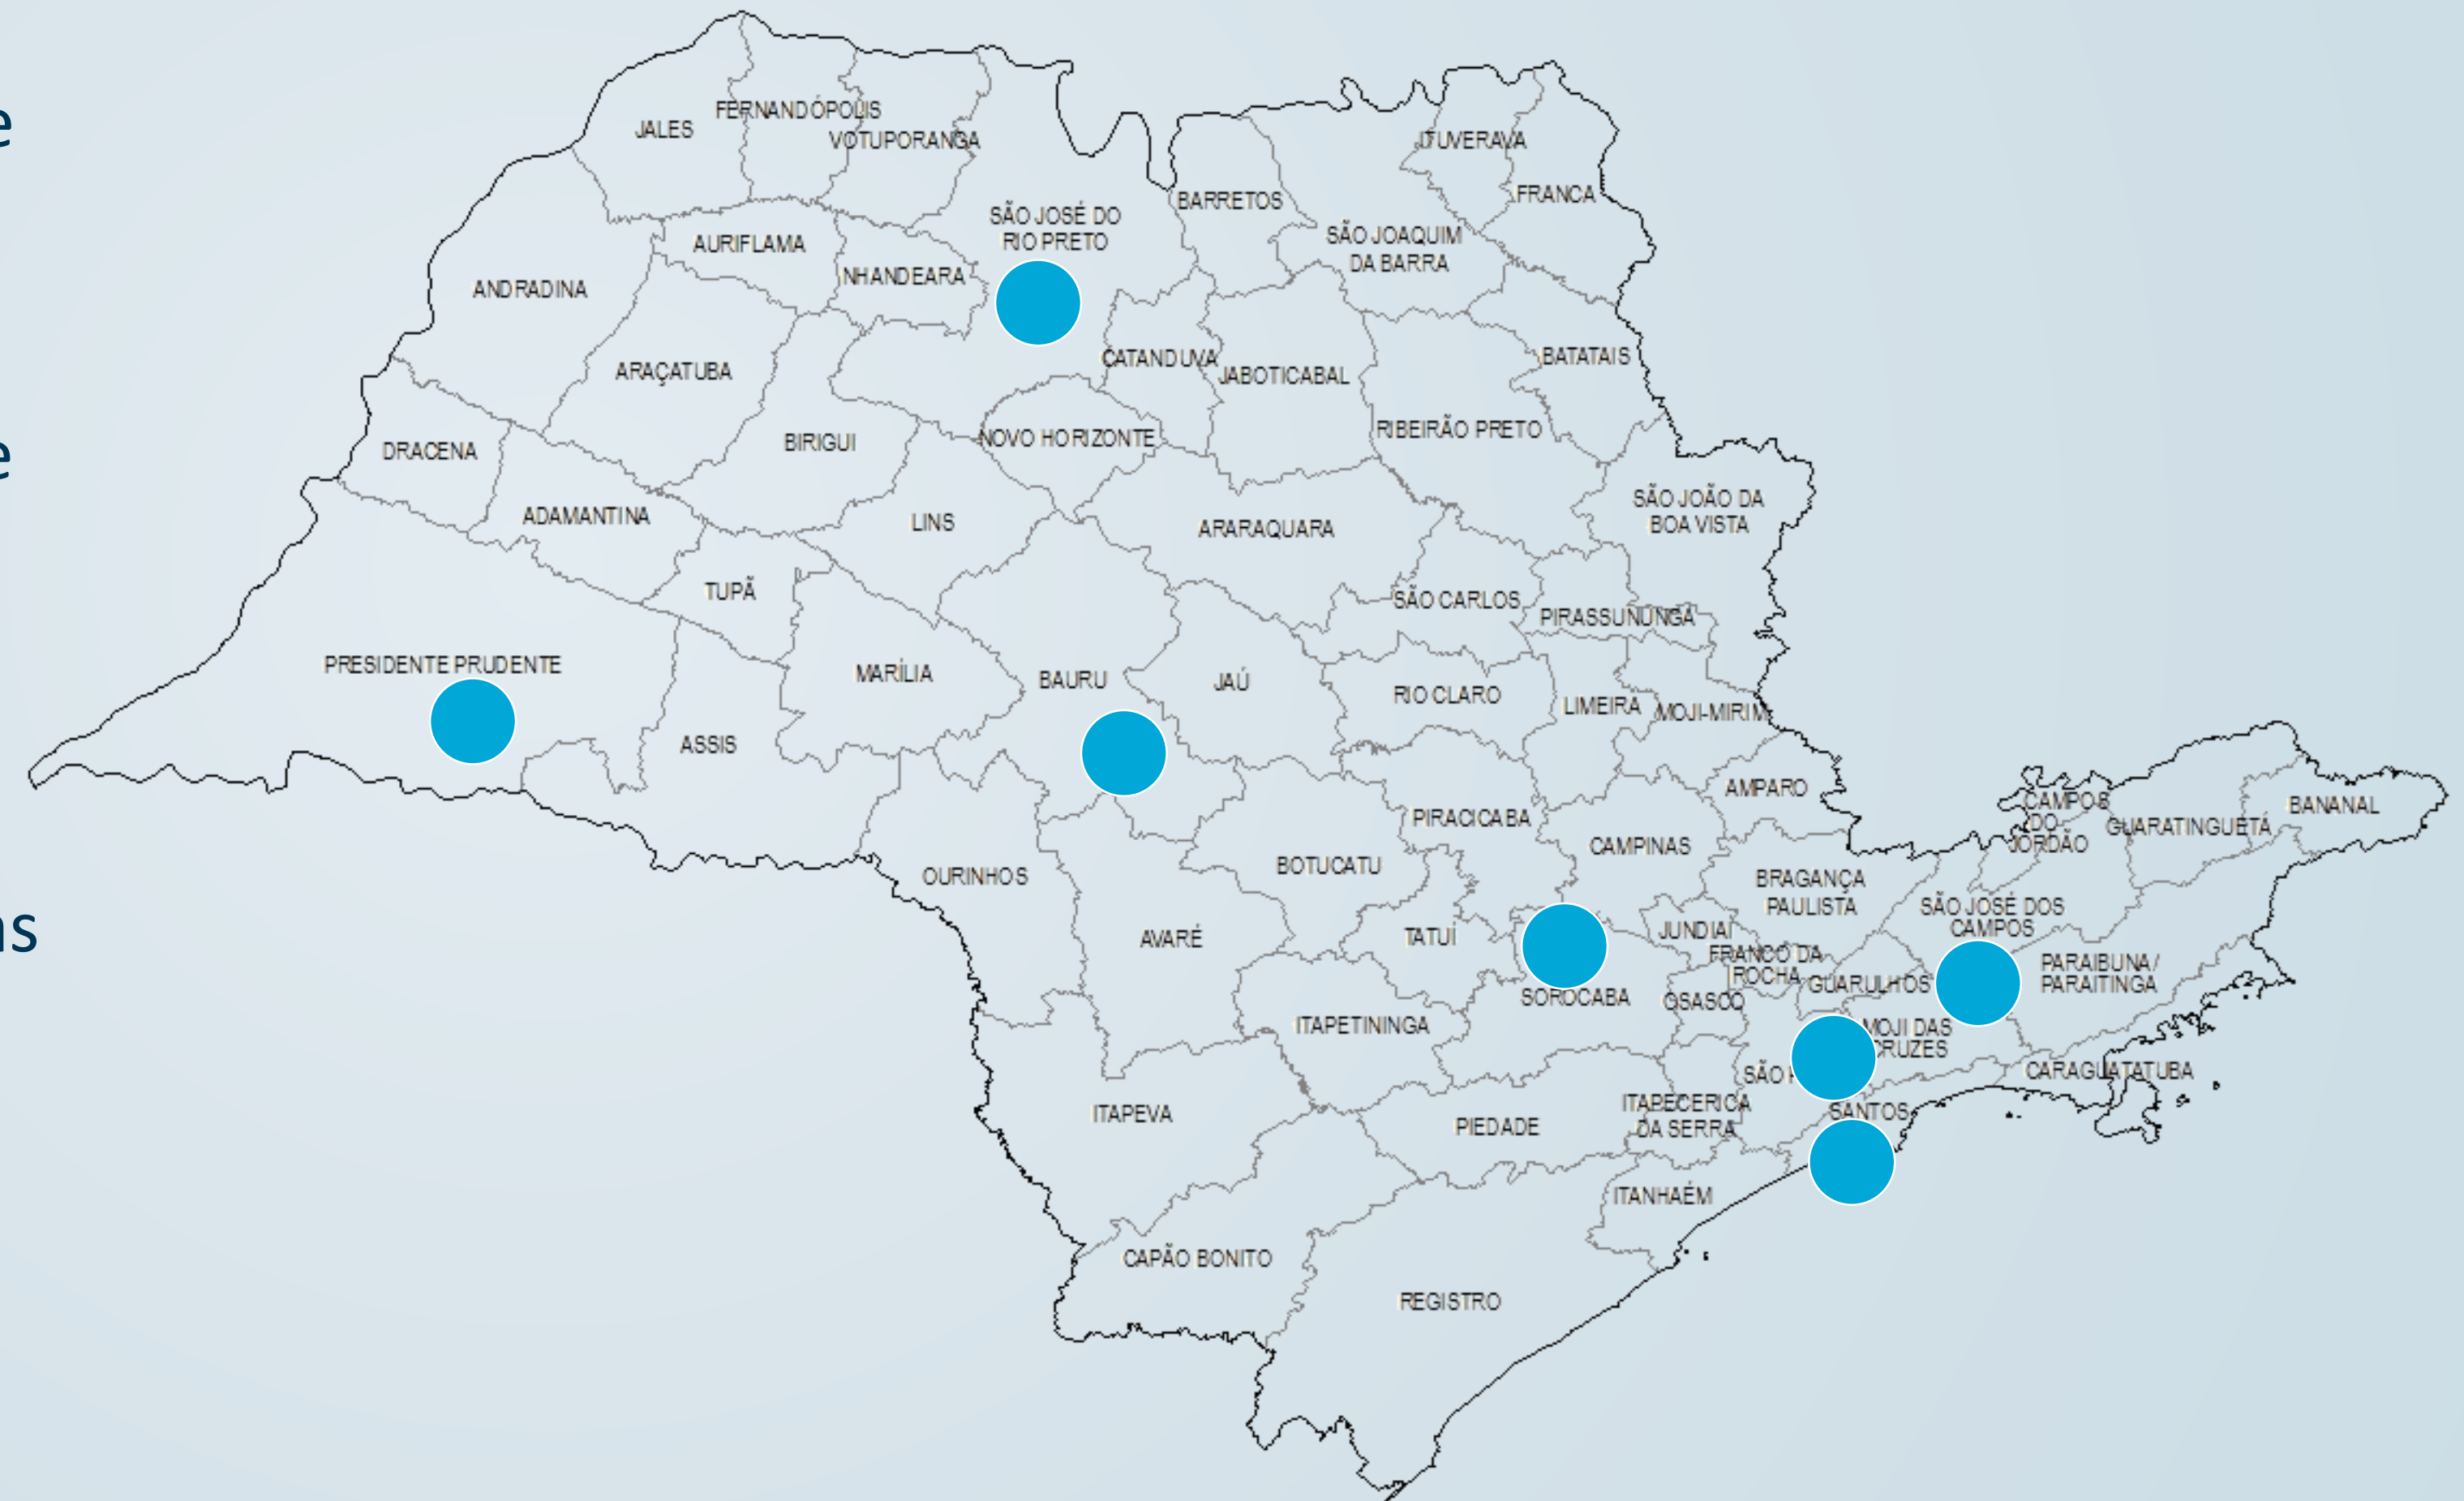 e
e
as
JALES
FERNANDÓPOLIS
VOTUPORANGA
ITUVERAVA
FRANCA
BARRETOS
SÃO JOSÉ DO
RIO PRETO
SÃO JOAQUIM
DA BARRA
AURIFLAMA
NHANDEARA
ANDRADINA
ARAÇATUBA
CATANDUVA
JABOTICABAL
BATATAIS
RIBEIRÃO PRETO
BIRIGUI
NOVO HORIZONTE
DRACENA
ADAMANTINA
LINS
ARARAQUARA
SÃO JOÃO DA
BOA VISTA
TUPÃ
SÃO CARLOS
PIRASSUNUNGA
PRESIDENTE PRUDENTE
MARÍLIA
BAURU
JAÚ
RIO CLARO
LIMEIRA
MOJI-MIRIM
ASSIS
AMPARO
PIRACICABA
CAMPINAS
CAMPOS
DO
JORDÃO
GUARATINGUETÁ
BANANAL
OURINHOS
BOTUCATU
BRAGANÇA
PAULISTA
SÃO JOSÉ DOS
CAMPOS
AVARÉ
TATUÍ
JUNDIAÍ
FRANCO DA
ROCHA
GUARULHOS
PARAIBUNA/
PARAITINGA
SOROCABA
OSASCO
ITAPETININGA
MOJI DAS
CRUZES
SÃO
CARAGUATATUBA
ITAPEVA
PIEDADE
ITAPECERICA
DA SERRA
SANTOS
ITANHAÉM
CAPÃO BONITO
REGISTRO